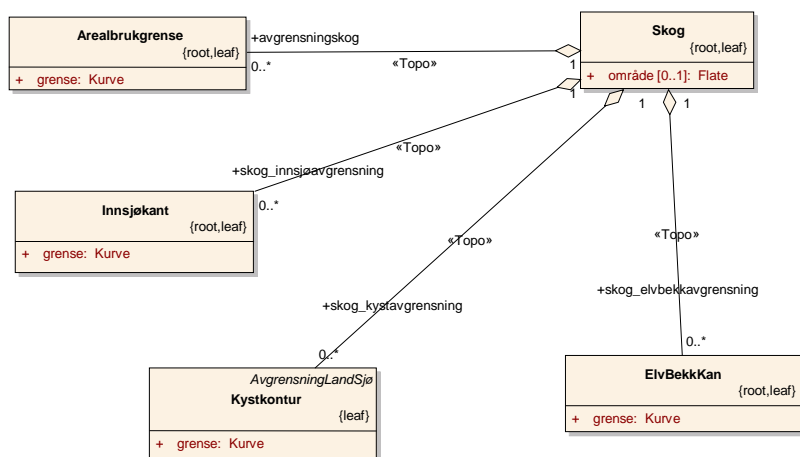 Arealbrukgrense
{root,leaf}
+ grense: Kurve
+avgrensningskog
0..*
«Topo»
1
Skog
{root,leaf}
+ område [0..1]: Flate
1
«Topo»
+skog_innsjøavgrensning
0..*
Innsjøkant
{root,leaf}
+ grense: Kurve
1
«Topo»
+skog_kystavgrensning
0..*
AvgrensningLandSjø
Kystkontur
{leaf}
+ grense: Kurve
1
«Topo»
+skog_elvbekkavgrensning
0..*
ElvBekkKan
{root,leaf}
+ grense: Kurve